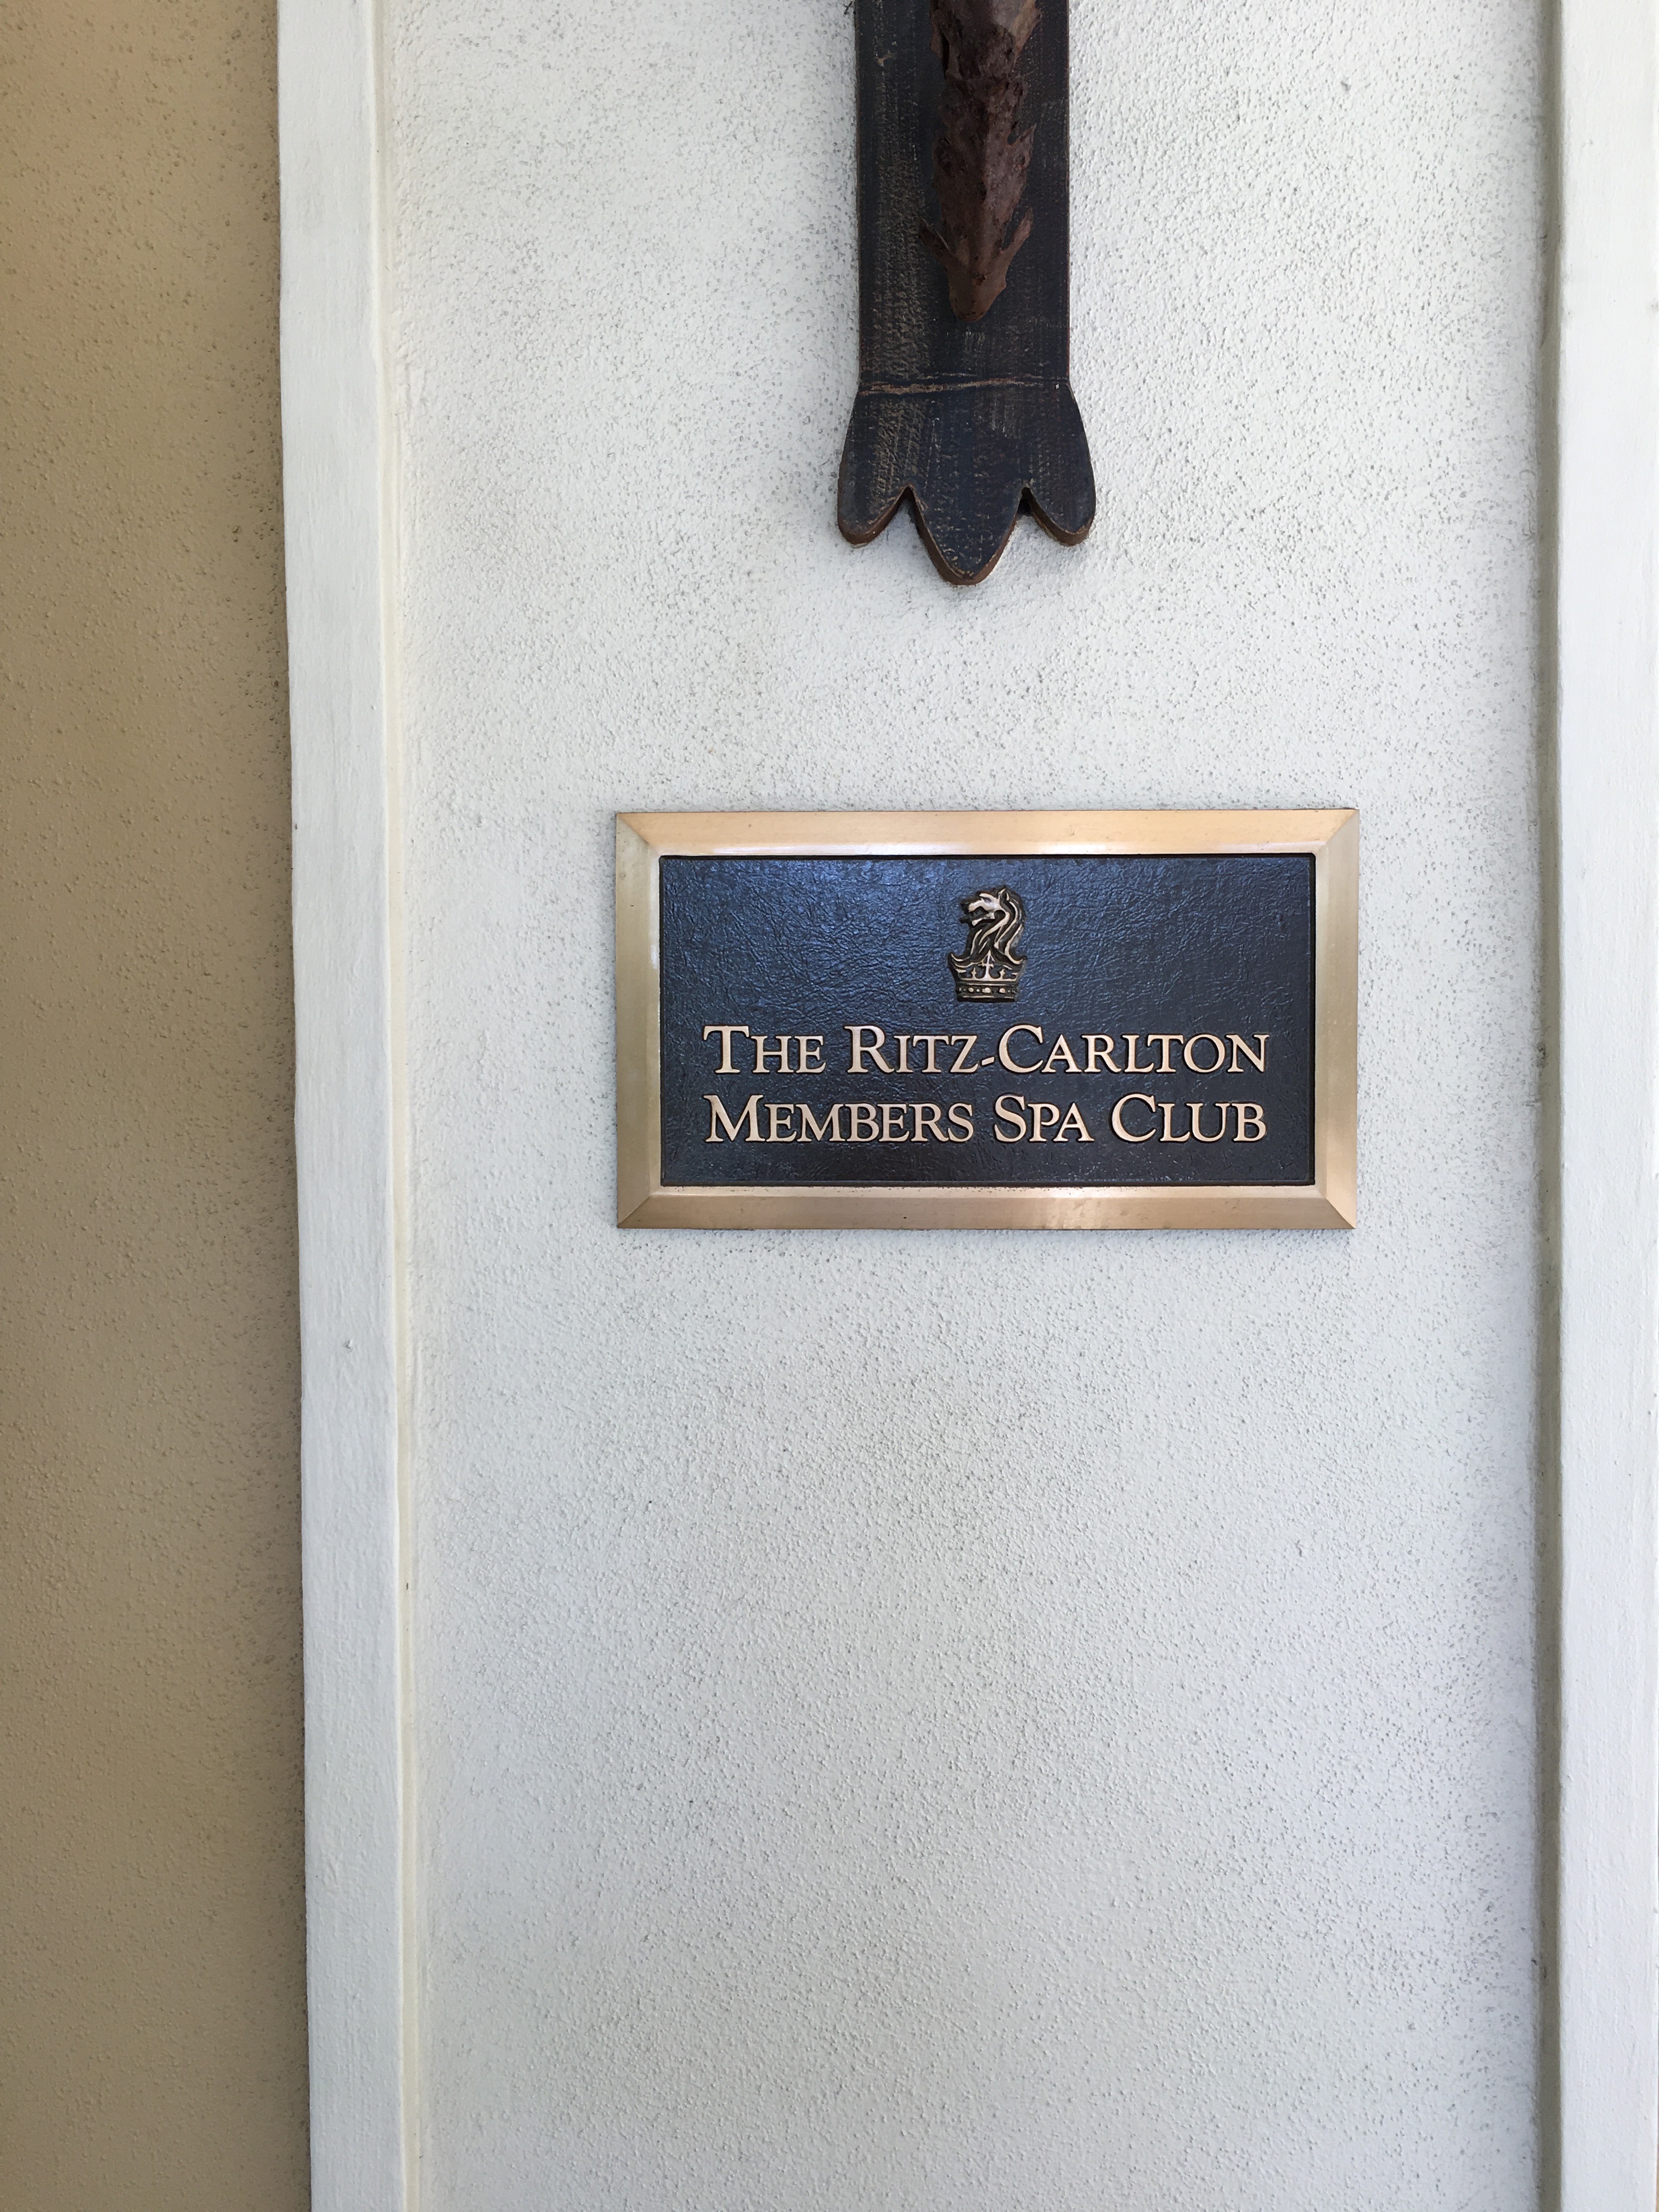 THE RITZ-CARLTON
MEMBERS SPA CLUB